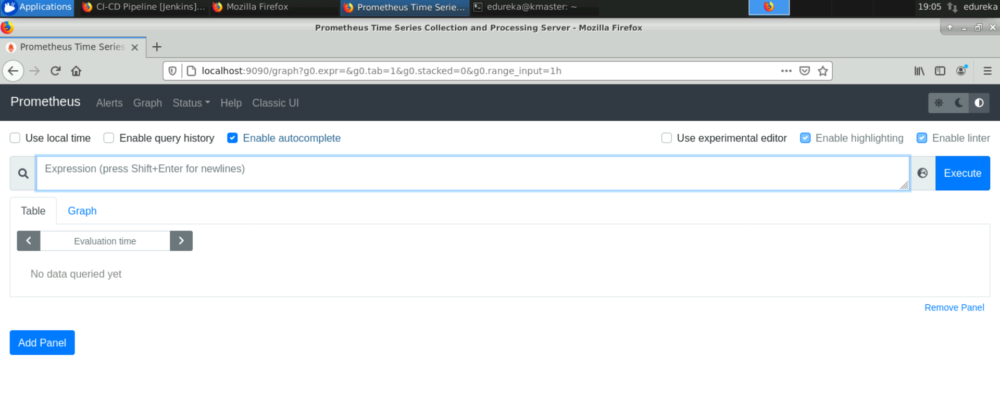 Applications CI-CD Pipeline [Jenkins]... Mozilla Firefox Prometheus Time Serie... edureka@kmaster: ~ 19:05 edureka
Prometheus Time Series Collection and Processing Server - Mozilla Firefox
Prometheus Time Series
localhost:9090/graph?g0.expr=&g0.tab=1&g0.stacked=0&g0.range_input=1h
Prometheus Alerts Graph Status Help Classic UI
Use local time Enable query history Enable autocomplete Use experimental editor Enable highlighting Enable linter
Expression (press Shift+Enter for newlines) Execute
Table Graph
Evaluation time
No data queried yet
Remove Panel
Add Panel